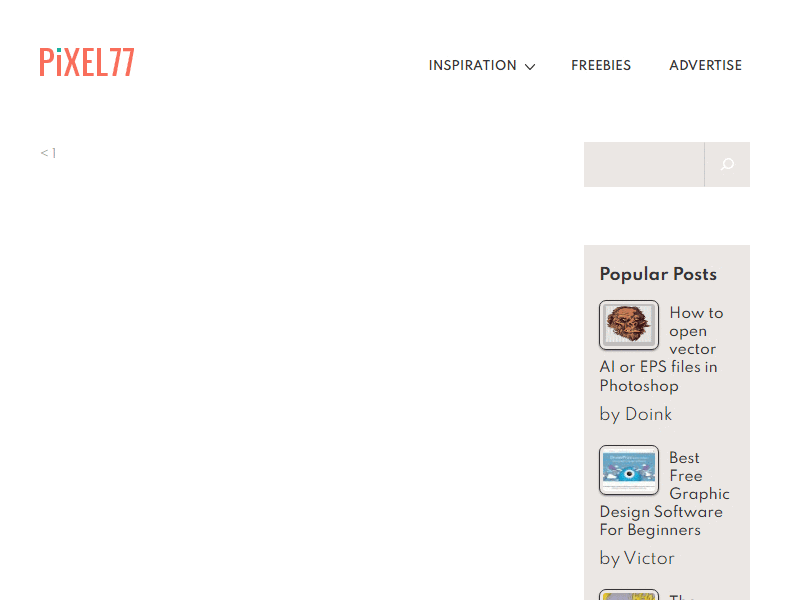 PiXEL77
INSPIRATION
FREEBIES
ADVERTISE
< 1
Popular Posts
How to
open
vector
AI or EPS files in
Photoshop
by Doink
Best
Free
Graphic
Design Software
For Beginners
by Victor